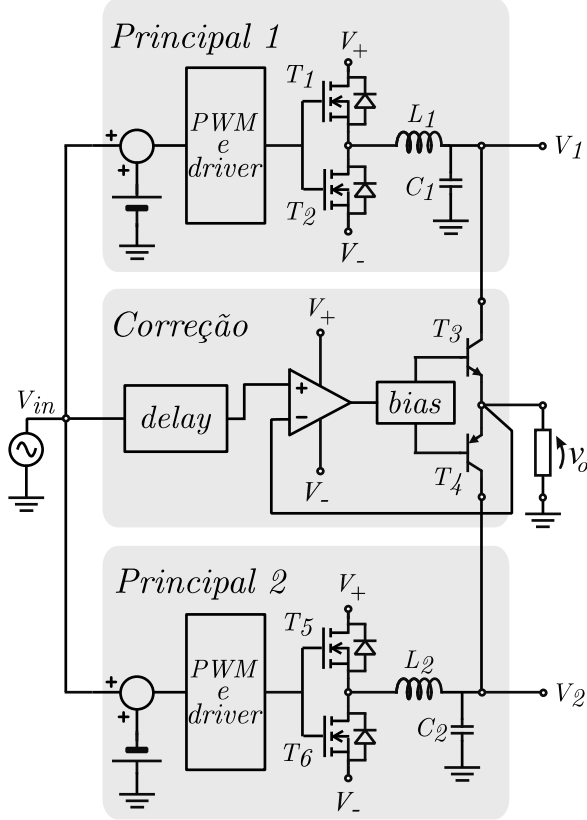 Principal 1
V+
T1
PWM
e
driver
L1
V1
C1
T2
V-
Correção
V+
T3
Vin
delay
+
−
bias
vo
T4
V-
Principal 2
V+
T5
PWM
e
driver
L2
V2
C2
T6
V-